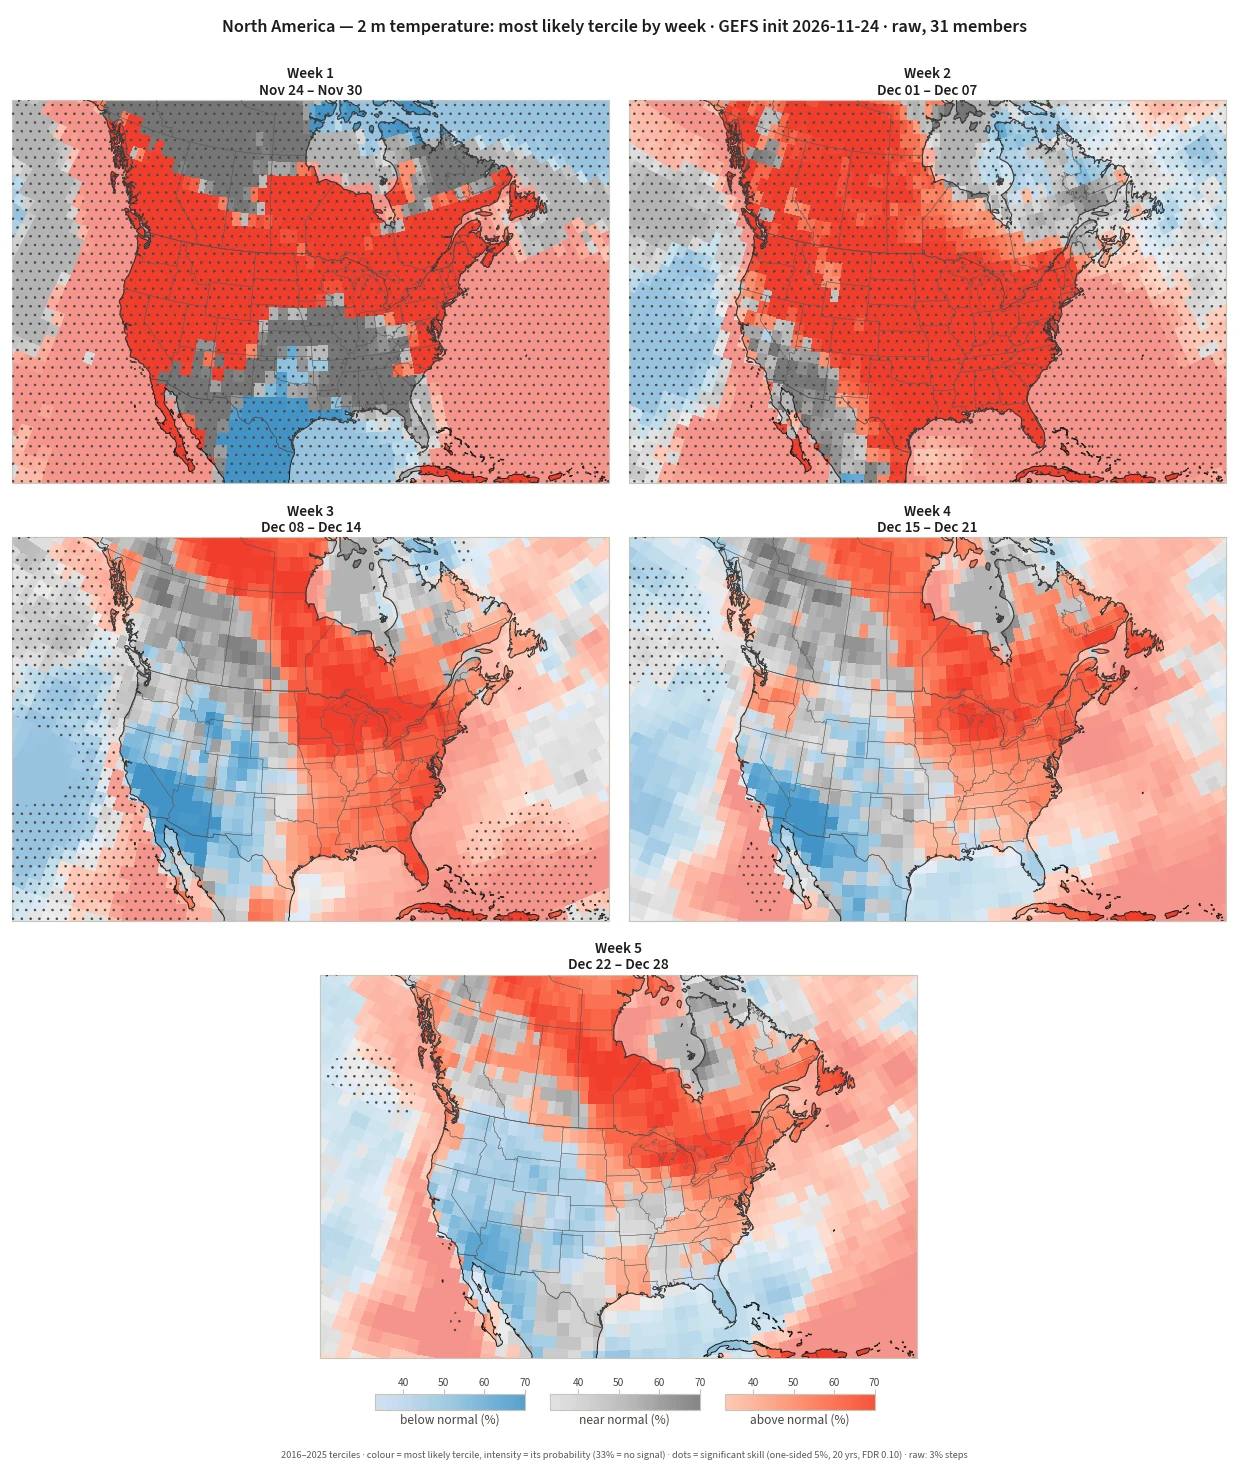 North America — 2 m temperature: most likely tercile by week · GEFS init 2026-11-24 · raw, 31 members
Week 1
Nov 24 – Nov 30
Week 2
Dec 01 – Dec 07
Week 3
Dec 08 – Dec 14
Week 4
Dec 15 – Dec 21
Week 5
Dec 22 – Dec 28
40 50 60 70
below normal (%)
40 50 60 70
near normal (%)
40 50 60 70
above normal (%)
2016–2025 terciles · colour = most likely tercile, intensity = its probability (33% = no signal) · dots = significant skill (one-sided 5%, 20 yrs, FDR 0.10) · raw: 3% steps